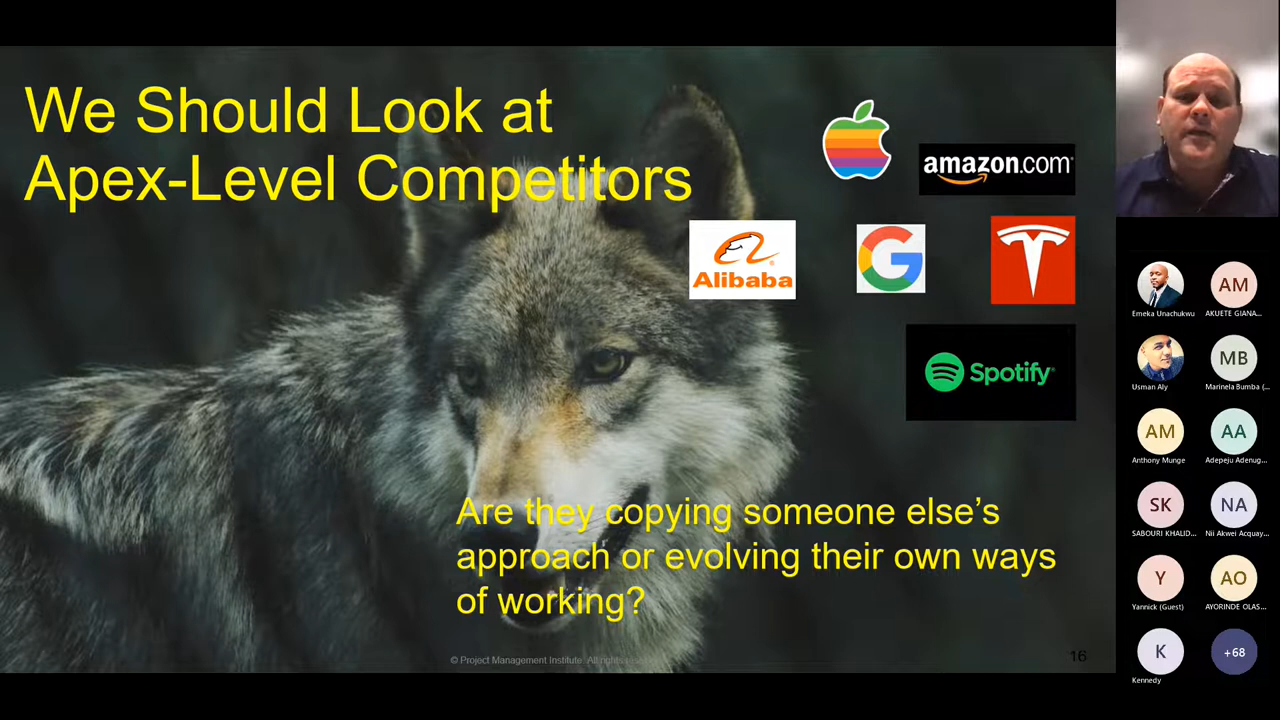 We Should Look at
Apex-Level Competitors
amazon.com
Alibaba
G
T
Spotify
Are they copying someone else's
approach or evolving their own ways
of working?
© Project Management Institute. All rights
16
Emeka Unachukwu
AM
AKUETE GIANA...
Usman Aly
MB
Marinela Bumba (...
AM
Anthony Munge
AA
Adepeju Adenug...
SK
SABOURI KHALID...
NA
Nii Akwei Acquay...
Y
Yannick (Guest)
AO
AYORINDE OLAS...
K
Kennedy
+68